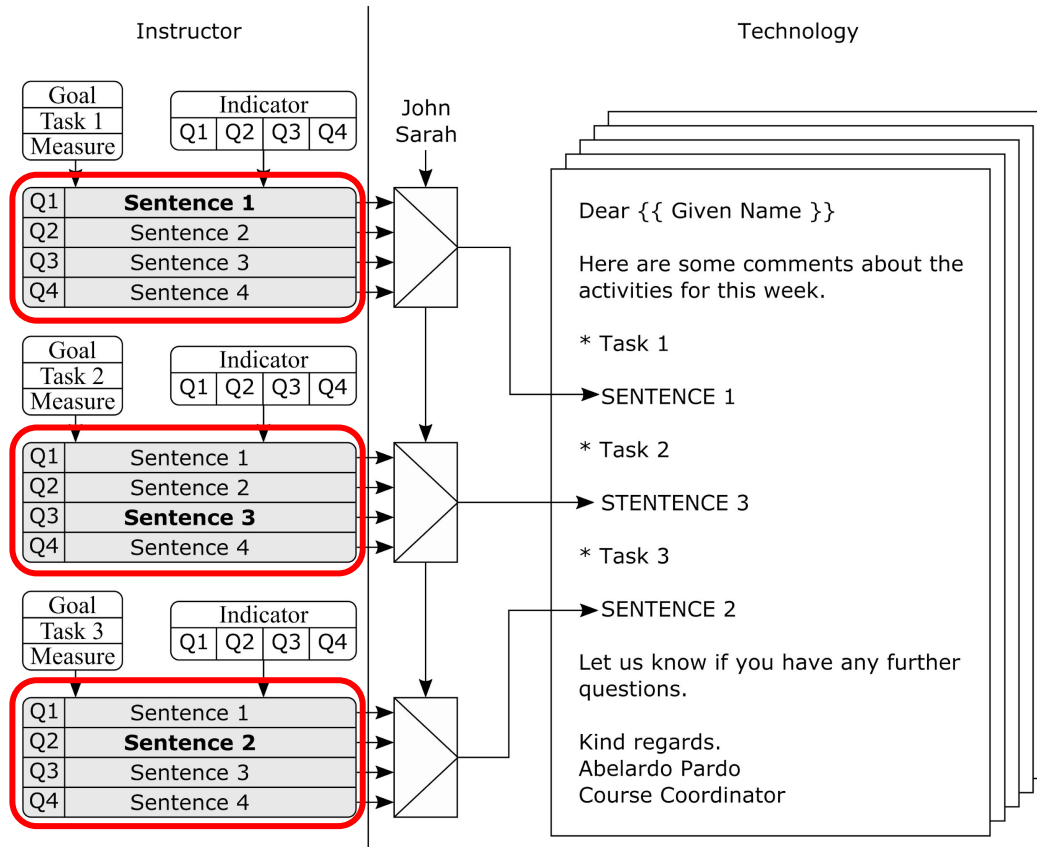 Instructor
Technology
Goal
Task 1
Measure
Indicator
Q1 Q2 Q3 Q4
John
Sarah
Q1 Sentence 1
Q2 Sentence 2
Q3 Sentence 3
Q4 Sentence 4
Goal
Task 2
Measure
Indicator
Q1 Q2 Q3 Q4
Q1 Sentence 1
Q2 Sentence 2
Q3 Sentence 3
Q4 Sentence 4
Goal
Task 3
Measure
Indicator
Q1 Q2 Q3 Q4
Q1 Sentence 1
Q2 Sentence 2
Q3 Sentence 3
Q4 Sentence 4
Dear {{ Given Name }}
Here are some comments about the
activities for this week.
* Task 1
SENTENCE 1
* Task 2
STENTENCE 3
* Task 3
SENTENCE 2
Let us know if you have any further
questions.
Kind regards.
Abelardo Pardo
Course Coordinator